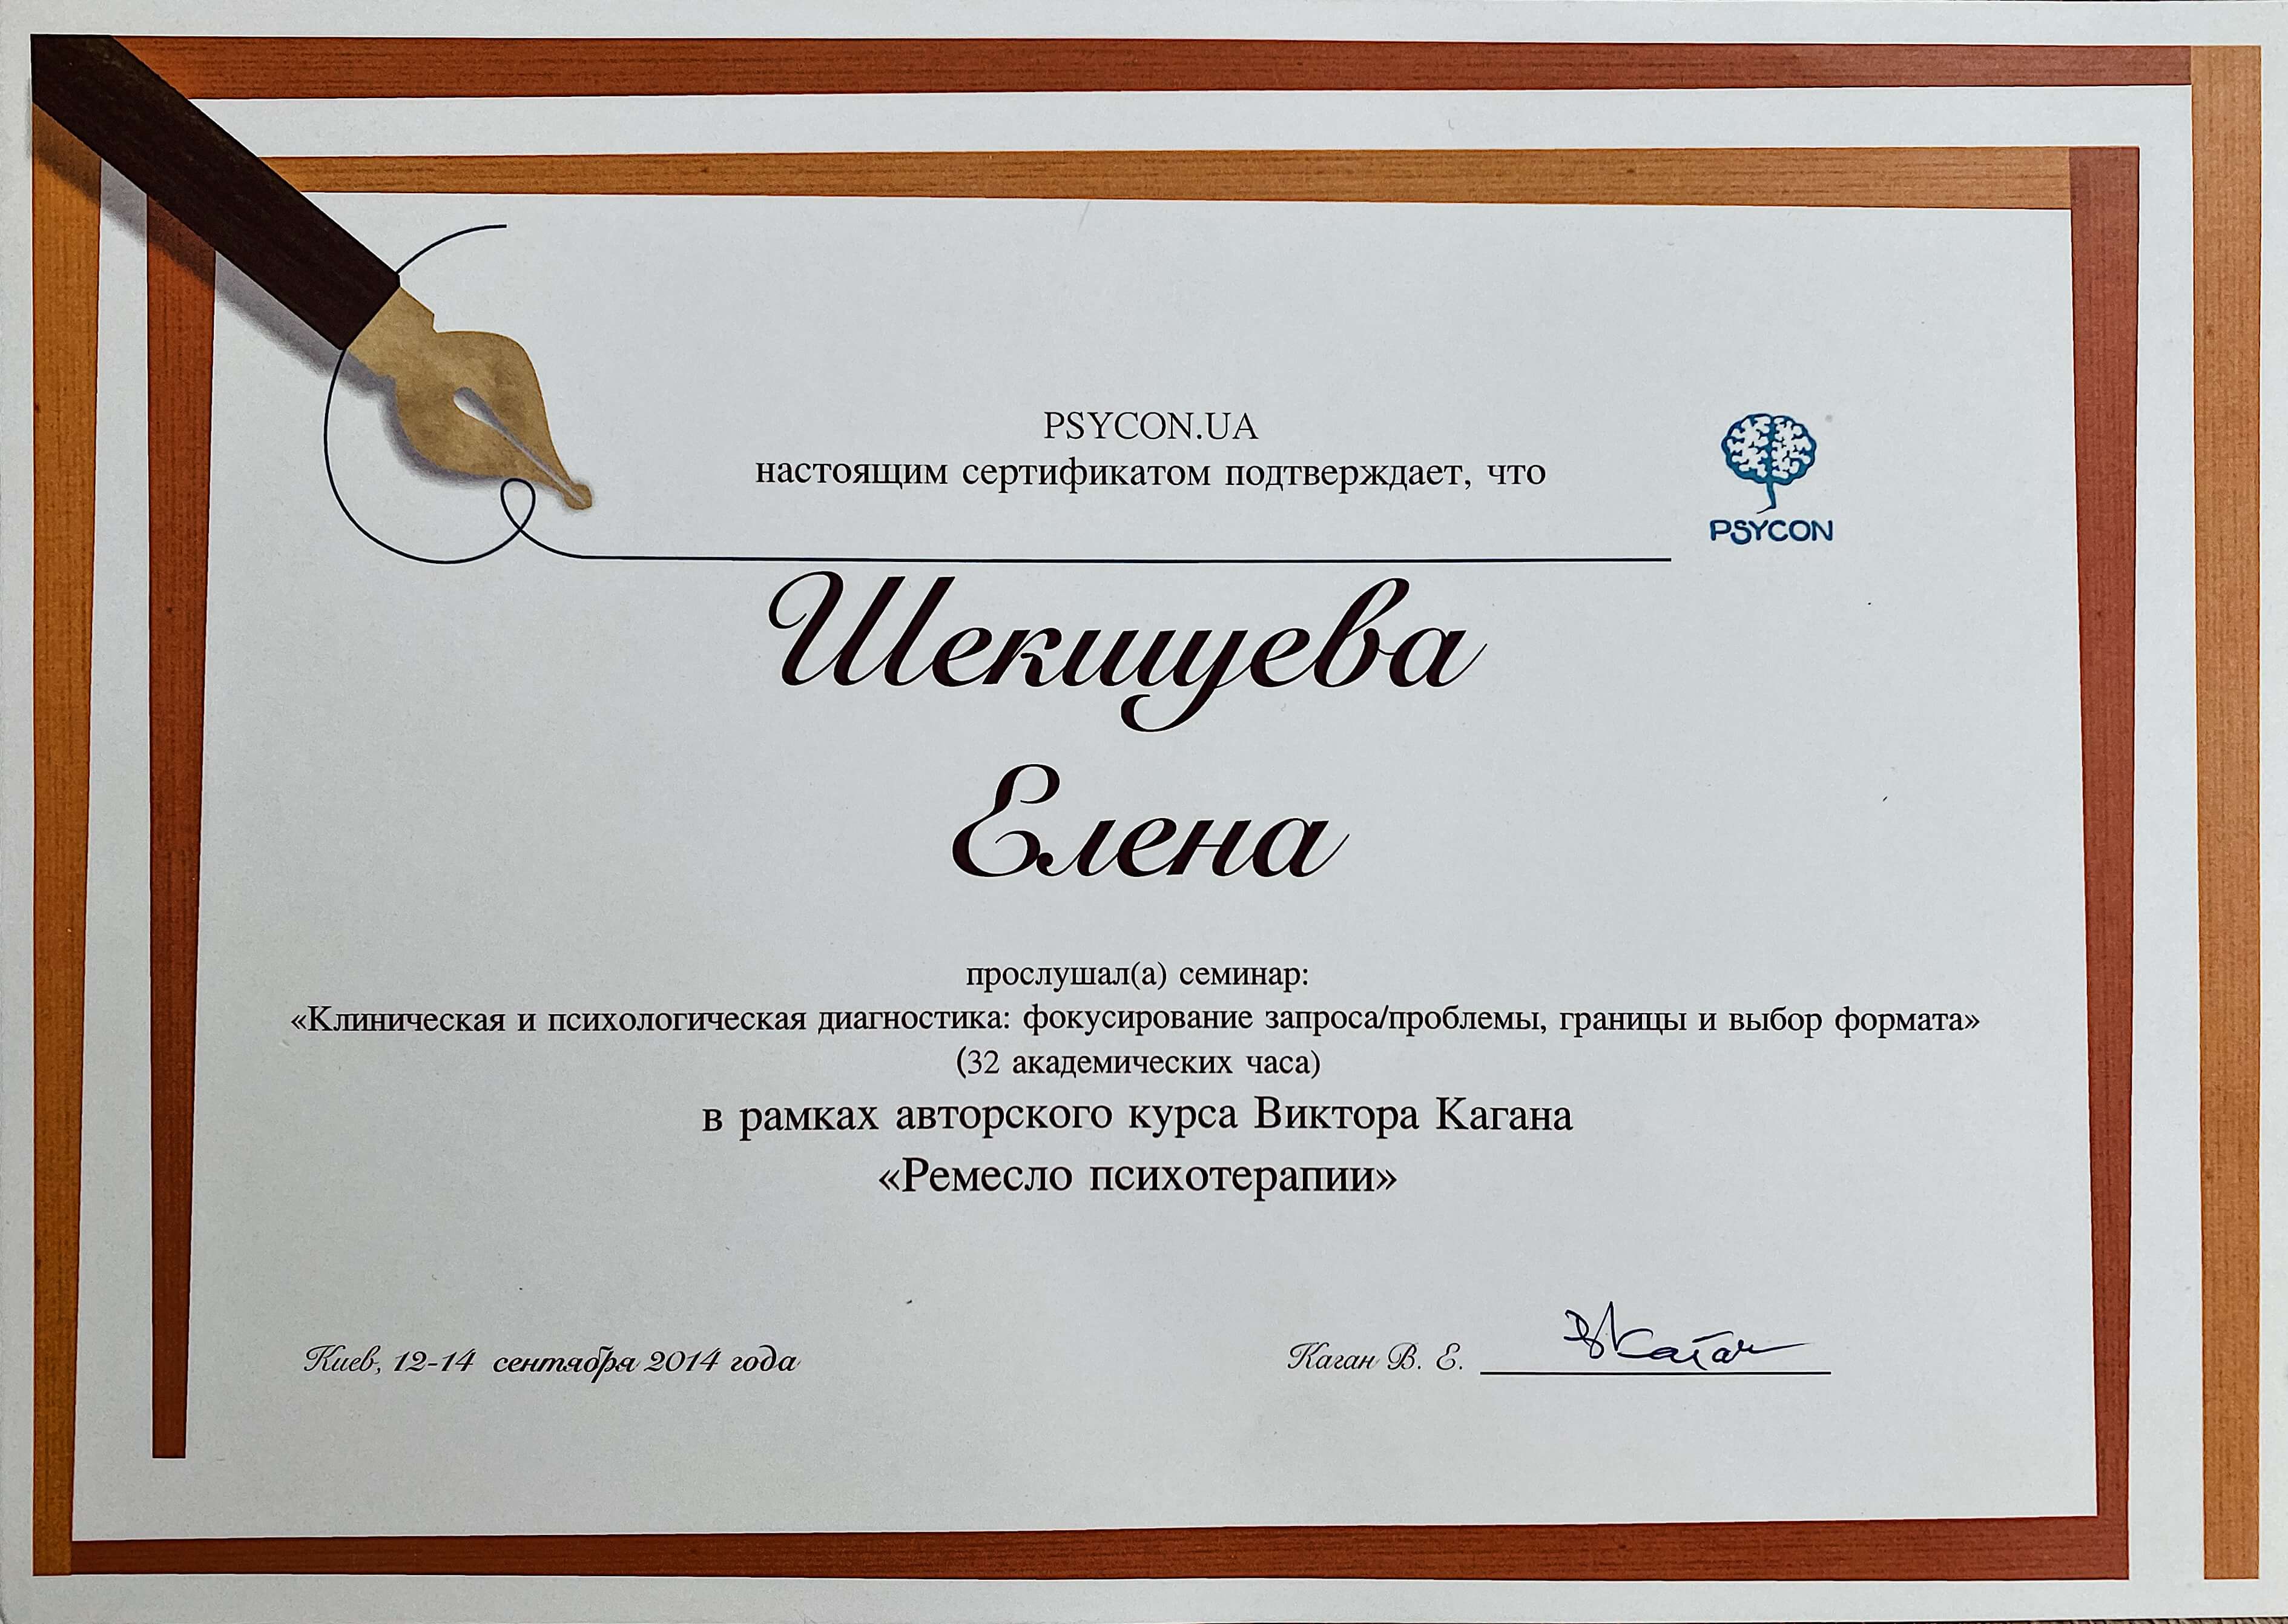 PSYCON.UA
настоящим сертификатом подтверждает, что
PSYCON
Шекшуева
Елена
прослушал(а) семинар:
«Клиническая и психологическая диагностика: фокусирование запроса/проблемы, границы и выбор формата»
(32 академических часа)
в рамках авторского курса Виктора Кагана
«Ремесло психотерапии»
Киев, 12-14 сентября 2014 года
Каган В. Е. ВКаган